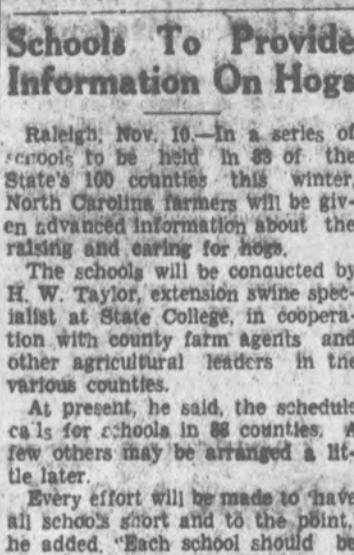 Schools To Provide
Information On Hogs
Raleigh, Nov. 10.—In a series of
schools to be held in 83 of the
State's 100 counties this winter,
North Carolina farmers will be giv-
en advanced information about the
raising and caring for hogs.
The schools will be conducted by
H. W. Taylor, extension swine spec-
ialist at State College, in coopera-
tion with county farm agents and
other agricultural leaders in the
various counties.
At present, he said, the schedule
calls for schools in counties. A
few others may be arranged a lit-
tle later.
Every effort will be made to "have
all schools short and to the point,
he added. "Each school should be